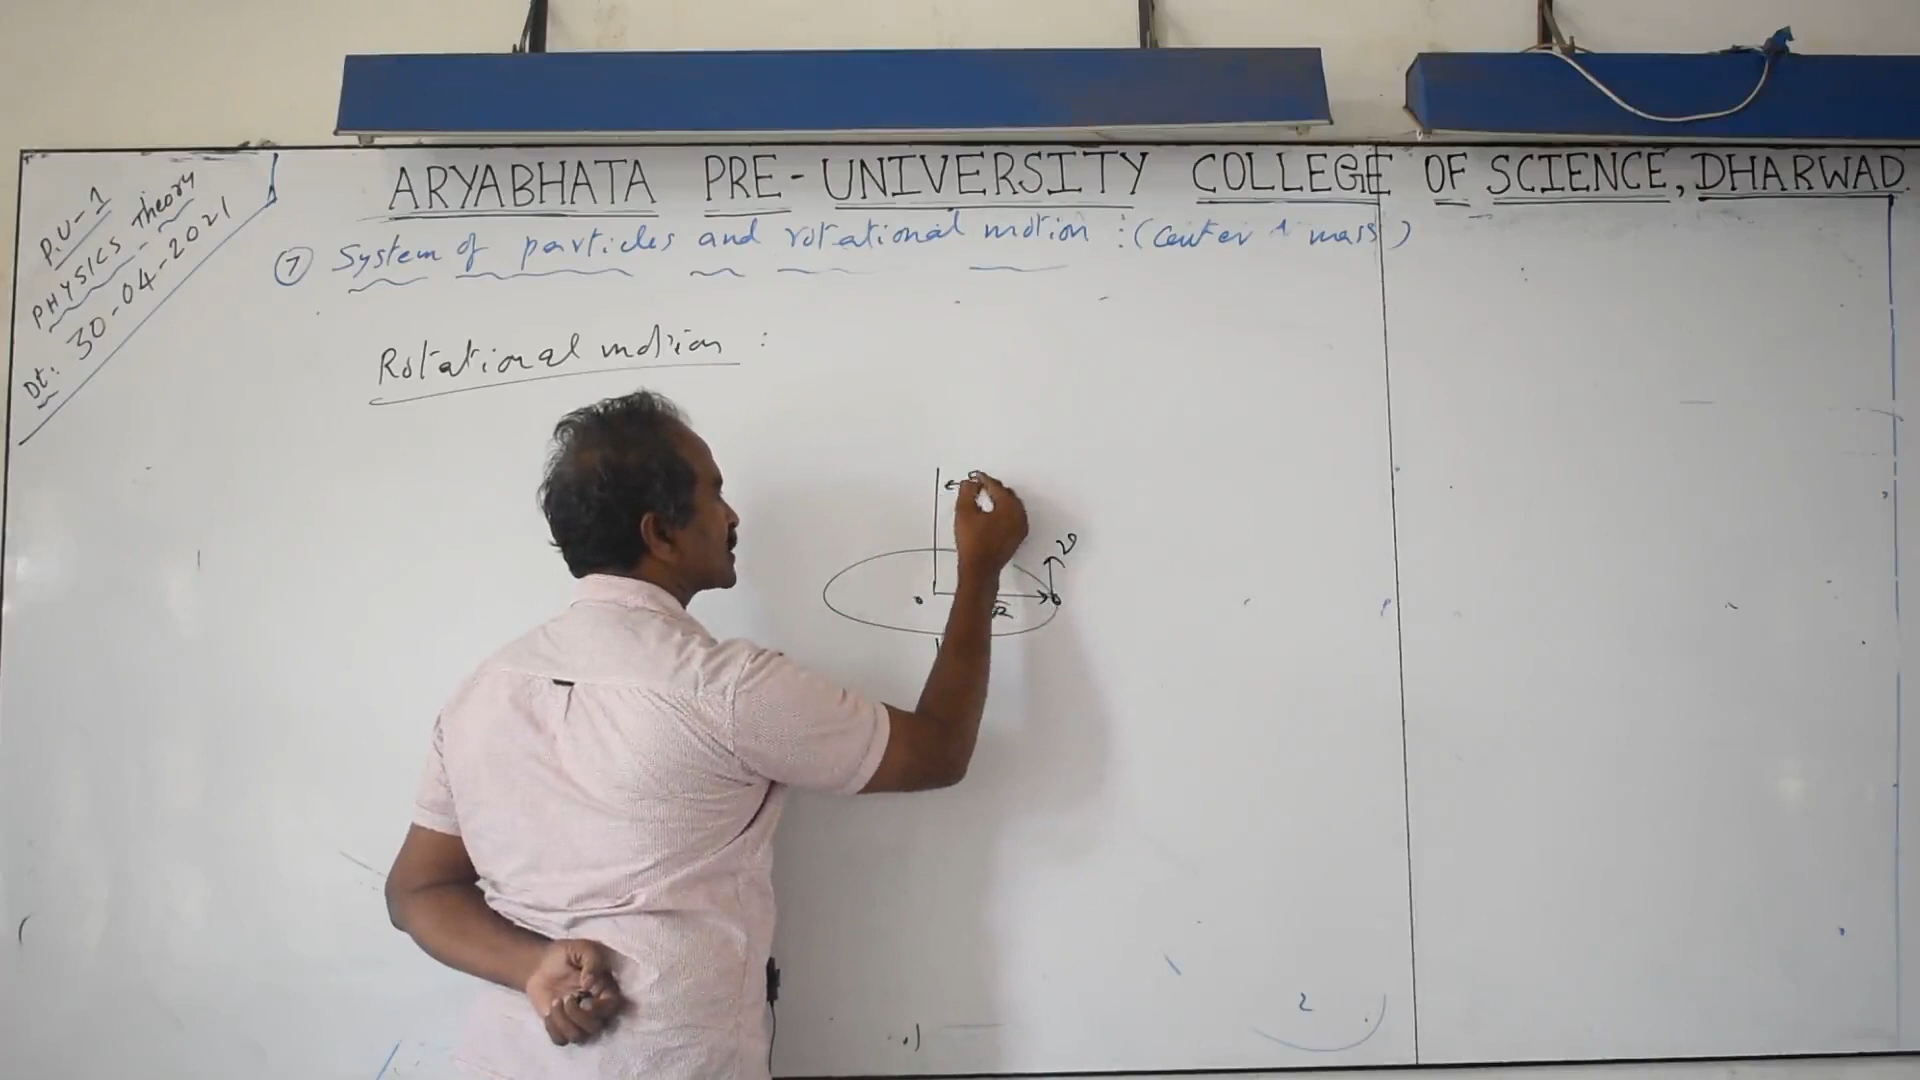 P.U-1
PHYSICS Theory
Dt: 30-04-2021
ARYABHATA PRE-UNIVERSITY COLLEGE OF SCIENCE, DHARWAD.
7 System of particles and rotational motion : (Center of mass)
Rotational motion :